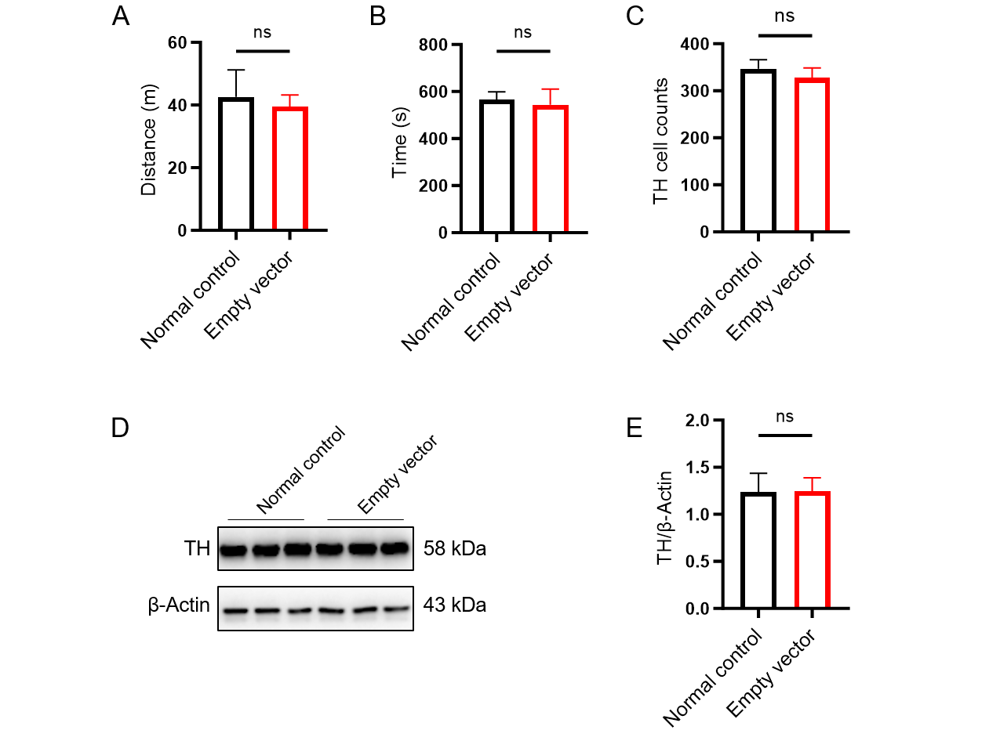 A
ns
60
40
20
0
Distance (m)
Normal control
Empty vector
B
ns
800
600
400
200
0
Time (s)
Normal control
Empty vector
C
ns
400
300
200
100
0
TH cell counts
Normal control
Empty vector
D
Normal control
Empty vector
TH
58 kDa
β-Actin
43 kDa
E
ns
2.0
1.5
1.0
0.5
0.0
TH/β-Actin
Normal control
Empty vector